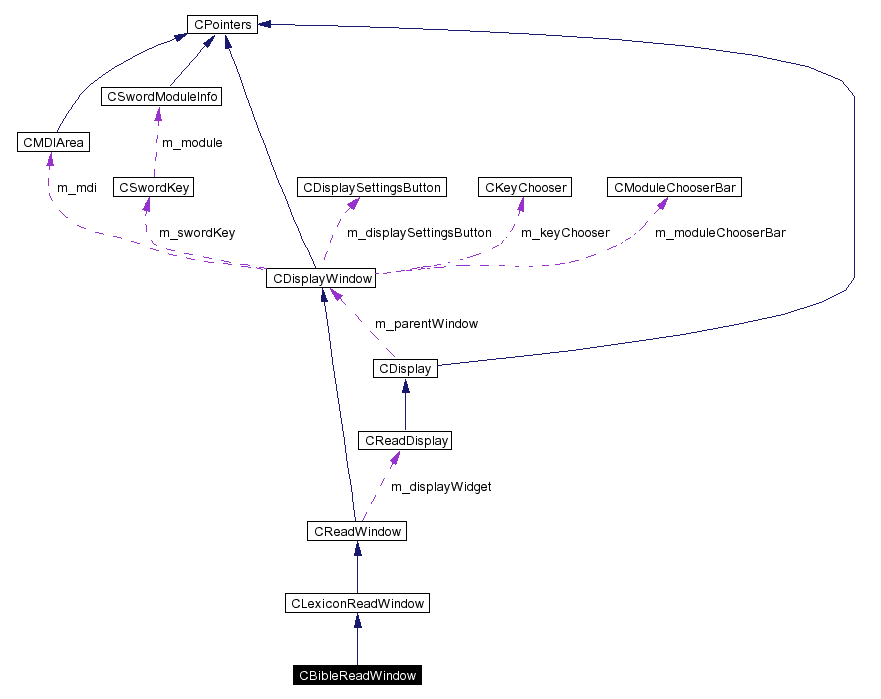 CPointers
CSwordModuleInfo
CMDIArea
m_module
CSwordKey
CDisplaySettingsButton
CKeyChooser
CModuleChooserBar
m_mdi
m_swordKey
m_displaySettingsButton
m_keyChooser
m_moduleChooserBar
CDisplayWindow
m_parentWindow
CDisplay
CReadDisplay
m_displayWidget
CReadWindow
CLexiconReadWindow
CBibleReadWindow